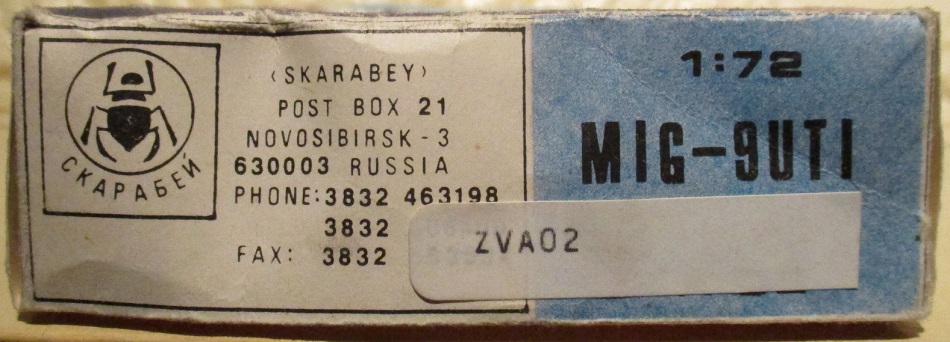 СКАРАБЕЙ
‹SKARABEY›
POST BOX 21
NOVOSIBIRSK-3
630003 RUSSIA
PHONE: 3832 463198
3832
FAX: 3832
1:72
MIG-9UTI
ZVA02